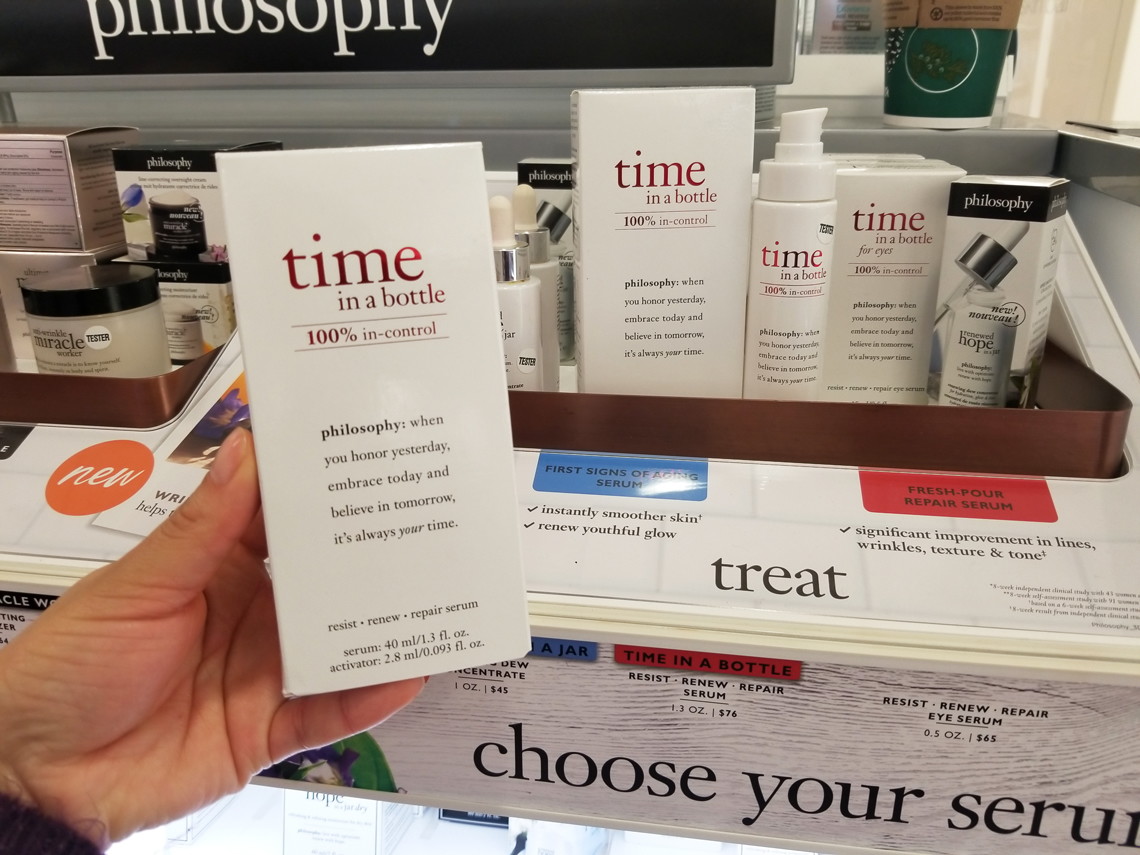 philosophy
time
in a bottle
100% in-control
philosophy: when
you honor yesterday,
embrace today and
believe in tomorrow,
it's always your time.
resist • renew • repair serum
serum: 40 ml/1.3 fl. oz.
activator: 2.8 ml/0.093 fl. oz.
philosophy
new!
nouveau!
miracle
philosophy
miracle
worker
TESTER
philosophy
TESTER
time
in a bottle
100% in-control
philosophy: when
you honor yesterday,
embrace today and
believe in tomorrow,
it's always your time.
TESTER
time
in a bottle
100% in-control
philosophy: when
you honor yesterday,
embrace today and
believe in tomorrow,
it's always your time.
time
in a bottle
for eyes
100% in-control
philosophy: when
you honor yesterday,
embrace today and
believe in tomorrow,
it's always your time.
resist • renew • repair eye serum
philosophy
new!
nouveau!
renewed
hope
in a jar
philosophy:
new
WRI
helps
FIRST SIGNS OF AGING
SERUM
✓ instantly smoother skin†
✓ renew youthful glow
FRESH-POUR
REPAIR SERUM
✓ significant improvement in lines,
wrinkles, texture & tone‡
treat
A JAR
DEW
1 OZ. | $45
TIME IN A BOTTLE
RESIST · RENEW · REPAIR
SERUM
1.3 OZ. | $76
RESIST · RENEW · REPAIR
EYE SERUM
0.5 OZ. | $65
choose your serum
hope